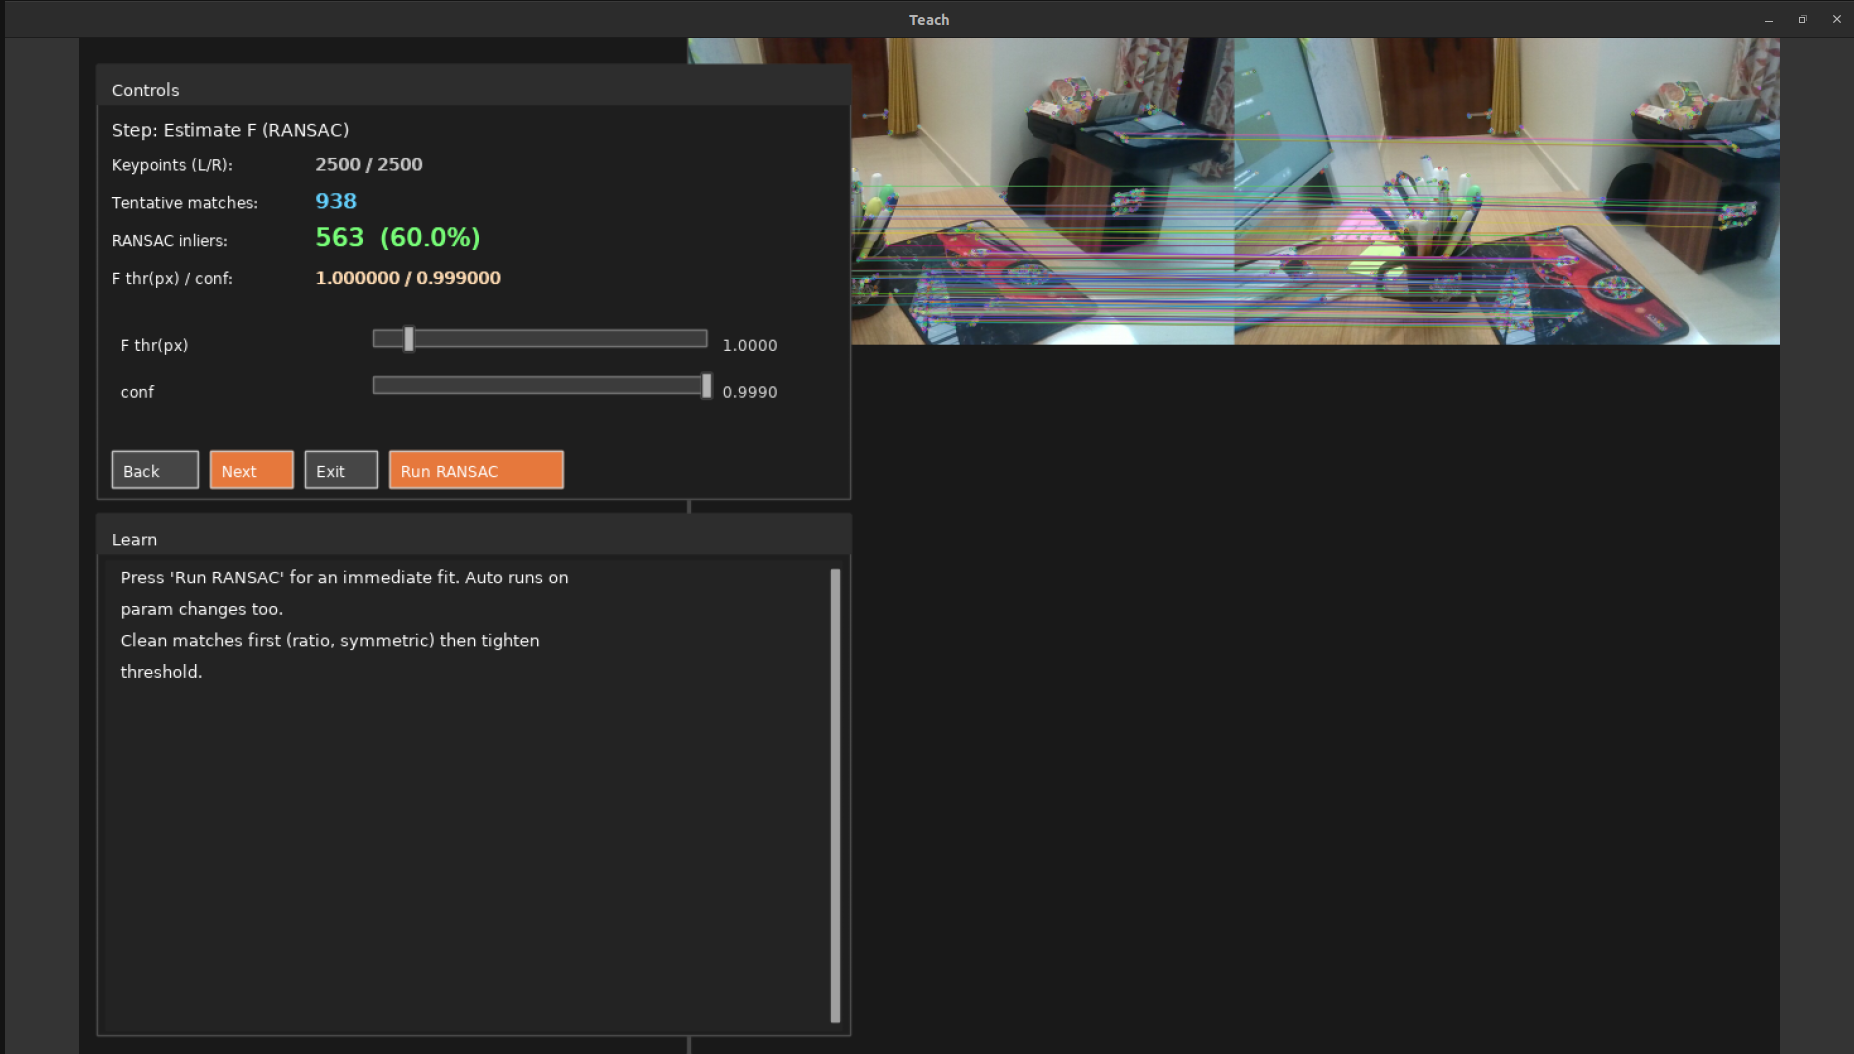 Teach
Controls
Step: Estimate F (RANSAC)
Keypoints (L/R): 2500 / 2500
Tentative matches: 938
RANSAC inliers: 563 (60.0%)
F thr(px) / conf: 1.000000 / 0.999000
F thr(px) 1.0000
conf 0.9990
Back Next Exit Run RANSAC
Learn
Press 'Run RANSAC' for an immediate fit. Auto runs on
param changes too.
Clean matches first (ratio, symmetric) then tighten
threshold.